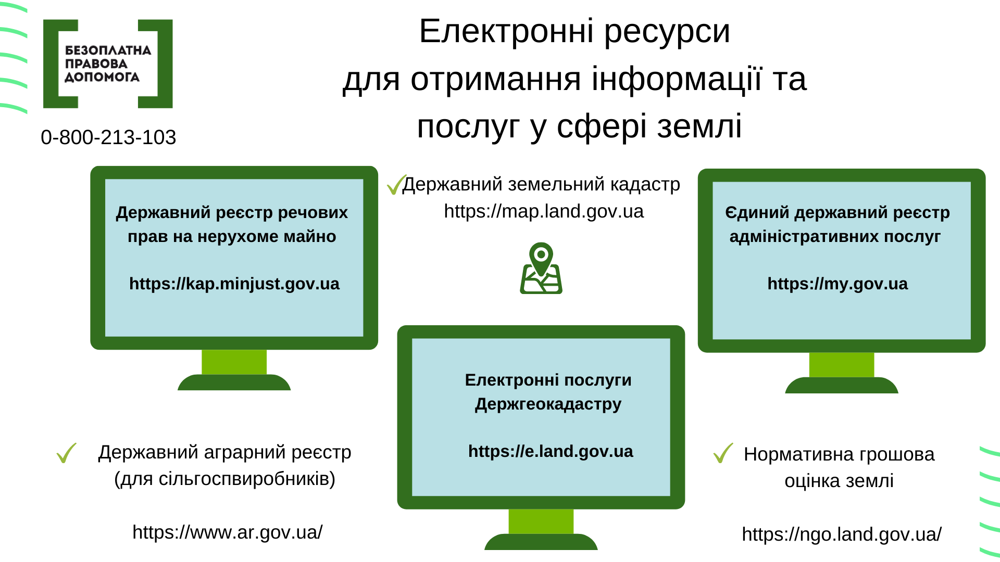 БЕЗОПЛАТНА
ПРАВОВА
ДОПОМОГА
0-800-213-103
Електронні ресурси
для отримання інформації та
послуг у сфері землі
Державний реєстр речових
прав на нерухоме майно
https://kap.minjust.gov.ua
Державний земельний кадастр
https://map.land.gov.ua
Єдиний державний реєстр
адміністративних послуг
https://my.gov.ua
Електронні послуги
Держгеокадастру
https://e.land.gov.ua
Державний аграрний реєстр
(для сільгоспвиробників)
https://www.ar.gov.ua/
Нормативна грошова
оцінка землі
https://ngo.land.gov.ua/